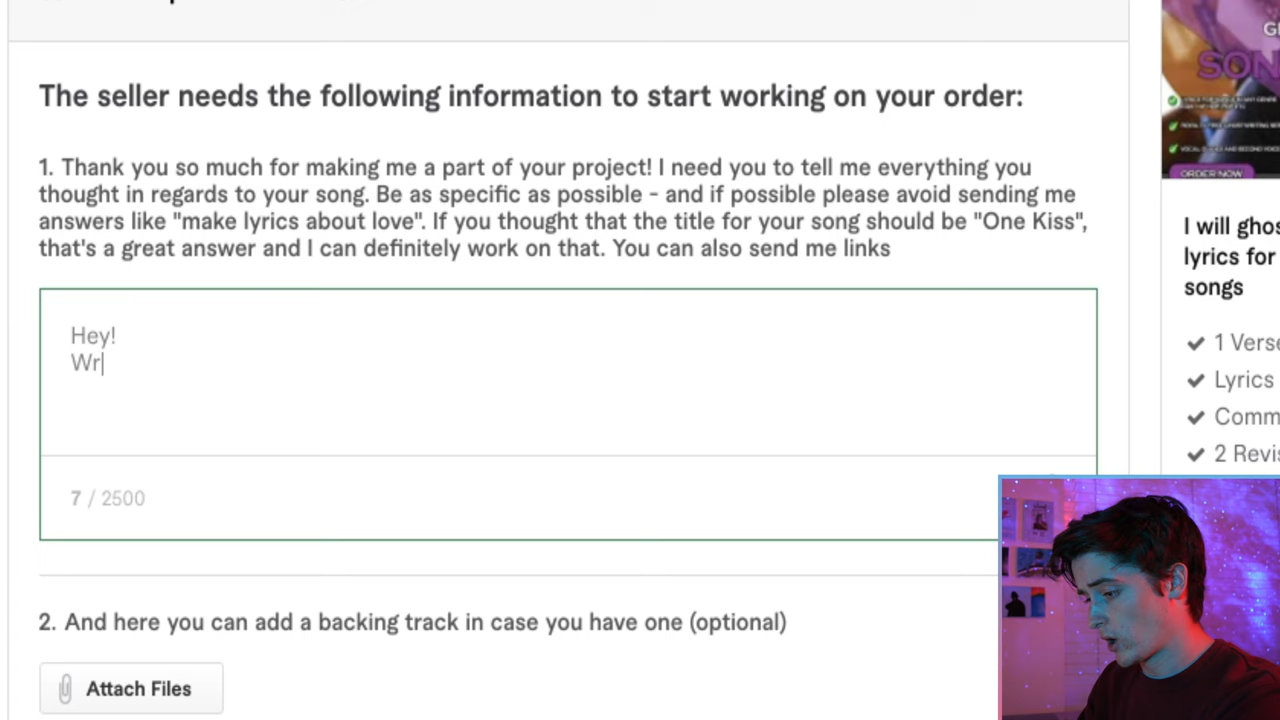 The seller needs the following information to start working on your order:
1. Thank you so much for making me a part of your project! I need you to tell me everything you
thought in regards to your song. Be as specific as possible - and if possible please avoid sending me
answers like "make lyrics about love". If you thought that the title for your song should be "One Kiss",
that's a great answer and I can definitely work on that. You can also send me links
Hey!
Wr
7 / 2500
2. And here you can add a backing track in case you have one (optional)
Attach Files
SON
ORDER NOW
I will ghos
lyrics for
songs
1 Verse
Lyrics
Comm
2 Revis